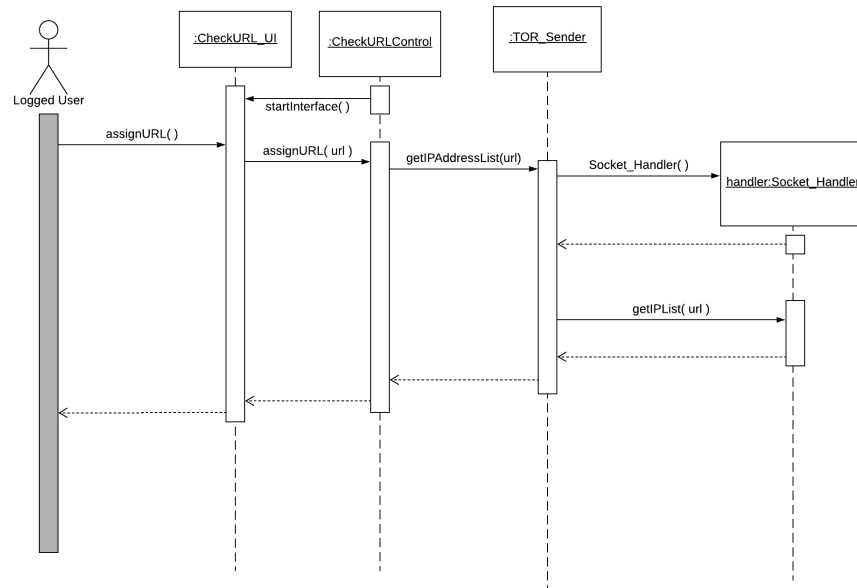 :CheckURL_UI
:CheckURLControl
:TOR_Sender
Logged User
startInterface( )
assignURL( )
assignURL( url )
getIPAddressList(url)
Socket_Handler( )
handler:Socket_Handler
getIPList( url )